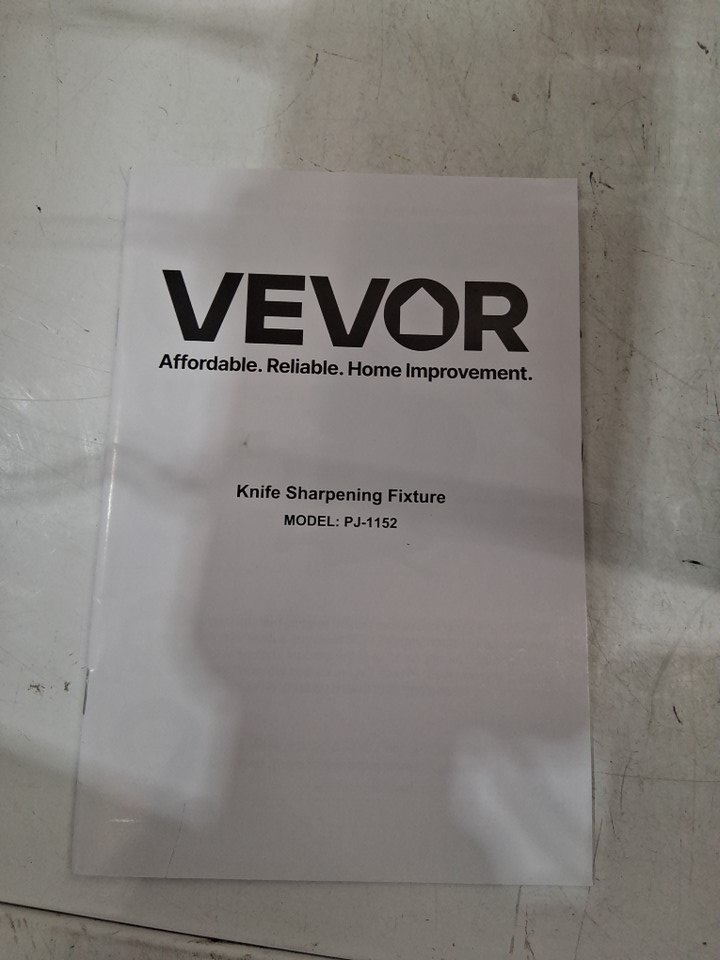 VEVOR
Affordable. Reliable. Home Improvement.
Knife Sharpening Fixture
MODEL: PJ-1152